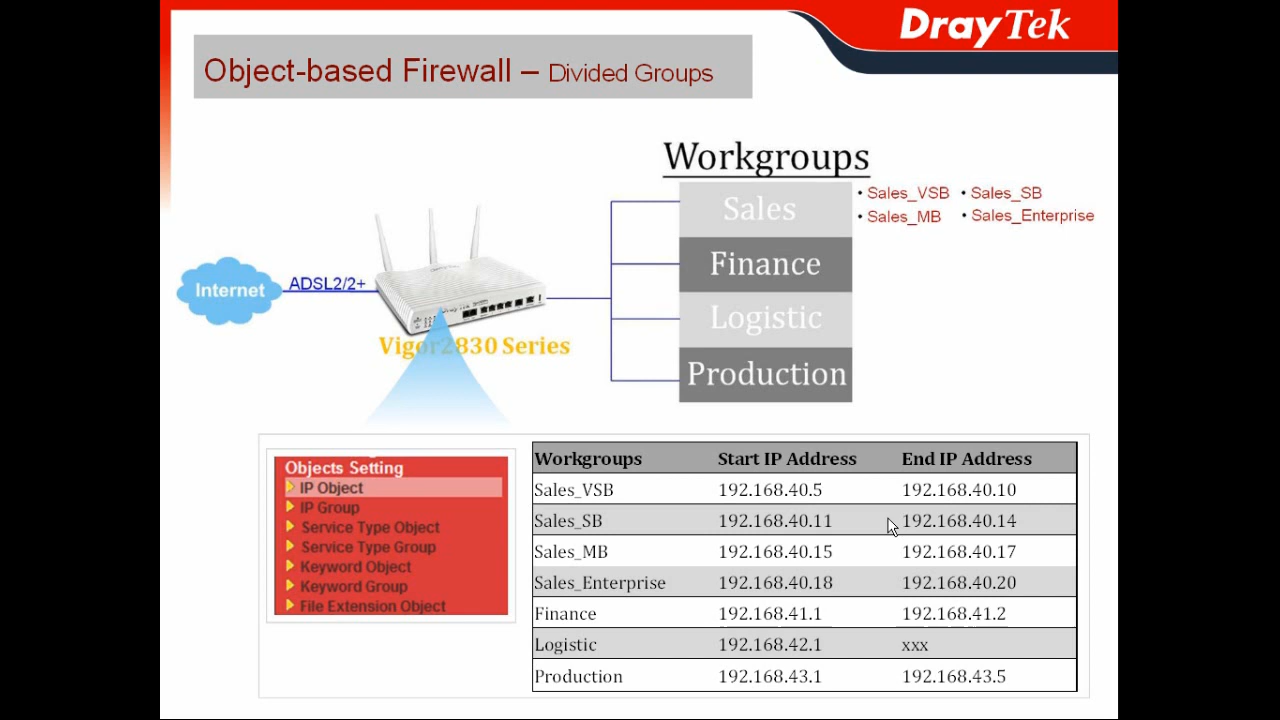 DrayTek
Object-based Firewall – Divided Groups
Workgroups
Sales
• Sales_VSB • Sales_SB
• Sales_MB • Sales_Enterprise
Finance
Logistic
Production
Internet
ADSL2/2+
Vigor2830 Series
Objects Setting
IP Object
IP Group
Service Type Object
Service Type Group
Keyword Object
Keyword Group
File Extension Object
Workgroups Start IP Address End IP Address
Sales_VSB 192.168.40.5 192.168.40.10
Sales_SB 192.168.40.11 192.168.40.14
Sales_MB 192.168.40.15 192.168.40.17
Sales_Enterprise 192.168.40.18 192.168.40.20
Finance 192.168.41.1 192.168.41.2
Logistic 192.168.42.1 xxx
Production 192.168.43.1 192.168.43.5